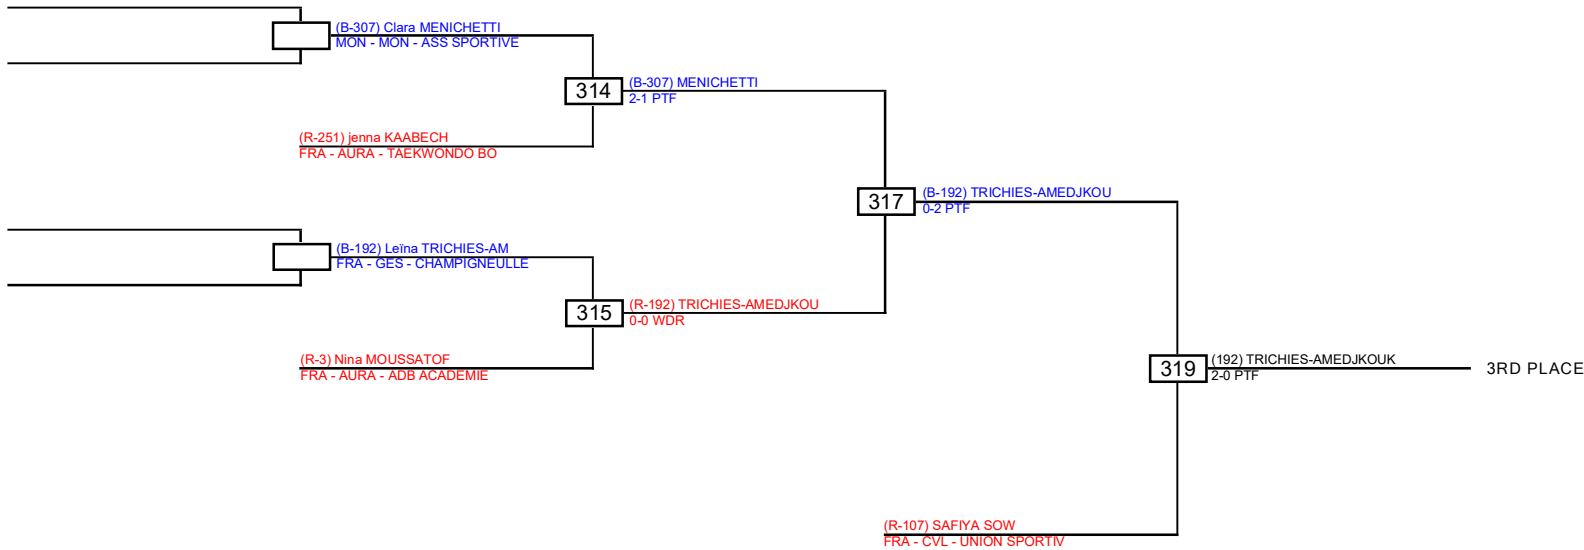 (B-307) Clara MENICHETTI
MON - MON - ASS SPORTIVE
314
(B-307) MENICHETTI
2-1 PTF
(R-251) jenna KAABECH
FRA - AURA - TAEKWONDO BO
317
(B-192) TRICHIES-AMEDJKOU
0-2 PTF
(B-192) Leïna TRICHIES-AM
FRA - GES - CHAMPIGNEULLE
315
(R-192) TRICHIES-AMEDJKOU
0-0 WDR
(R-3) Nina MOUSSATOF
FRA - AURA - ADB ACADEMIE
319
(192) TRICHIES-AMEDJKOUK
2-0 PTF
3RD PLACE
(R-107) SAFIYA SOW
FRA - CVL - UNION SPORTIV